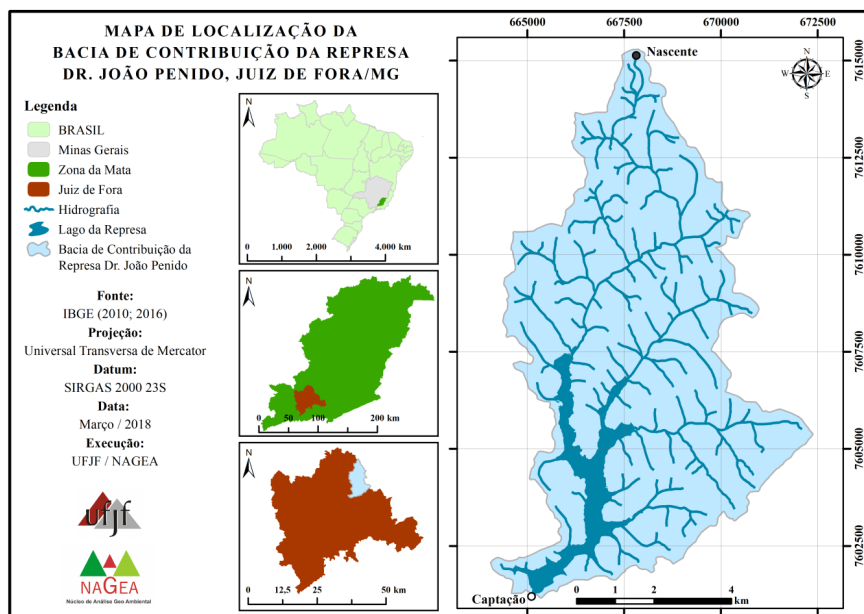 MAPA DE LOCALIZAÇÃO DA
BACIA DE CONTRIBUIÇÃO DA REPRESA
DR. JOÃO PENIDO, JUIZ DE FORA/MG
Legenda
BRASIL
Minas Gerais
Zona da Mata
Juiz de Fora
Hidrografia
Lago da Represa
Bacia de Contribuição da
Represa Dr. João Penido
Fonte:
IBGE (2010; 2016)
Projeção:
Universal Transversa de Mercator
Datum:
SIRGAS 2000 23S
Data:
Março / 2018
Execução:
UFJF / NAGEA
ufjf
NAGEA
Núcleo de Análise Geo Ambiental
N
0 1.000 2.000 4.000 km
N
0 50 100 200 km
N
0 12,5 25 50 km
665000 667500 670000 672500
Nascente
N
W E
S
7615000
7612500
7610000
7607500
7605000
7602500
Captação
0 1 2 4
km